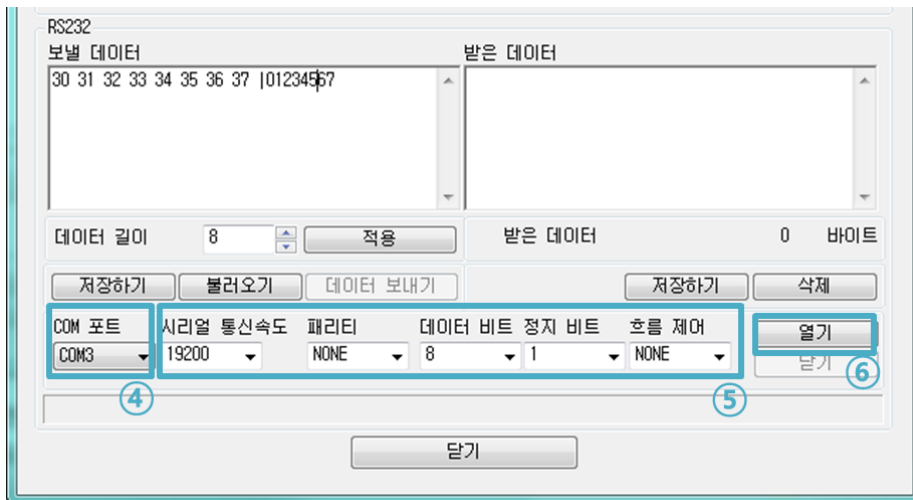 RS232
보낼 데이터 받은 데이터
30 31 32 33 34 35 36 37 |01234567
데이터 길이 8 적용 받은 데이터 0 바이트
저장하기 불러오기 데이터 보내기 저장하기 삭제
COM 포트 시리얼 통신속도 패리티 데이터 비트 정지 비트 흐름 제어 열기
COM3 19200 NONE 8 1 NONE 닫기
④ ⑤ ⑥
닫기